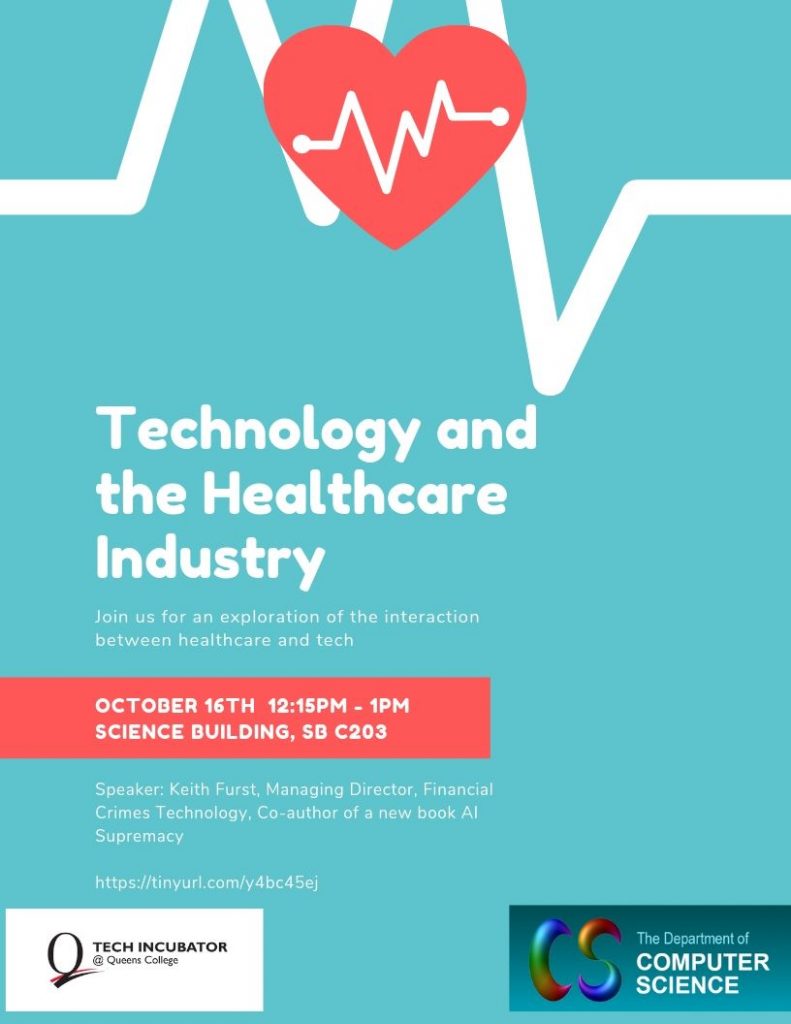 Technology and
the Healthcare
Industry
Join us for an exploration of the interaction
between healthcare and tech
OCTOBER 16TH  12:15PM - 1PM
SCIENCE BUILDING, SB C203
Speaker: Keith Furst, Managing Director, Financial
Crimes Technology, Co-author of a new book AI
Supremacy
https://tinyurl.com/y4bc45ej
Q TECH INCUBATOR
@ Queens College
CS The Department of
COMPUTER
SCIENCE